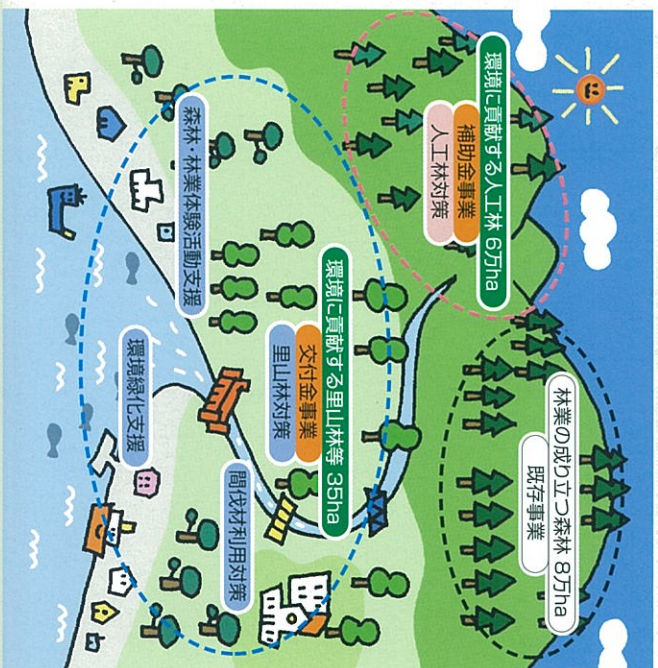 環境に貢献する人工林 6万ha
補助金事業
人工林対策
林業の成り立つ森林 8万ha
既存事業
環境に貢献する里山林等 35ha
交付金事業
里山林対策
森林・林業体験活動支援
間伐材利用対策
環境緑化支援